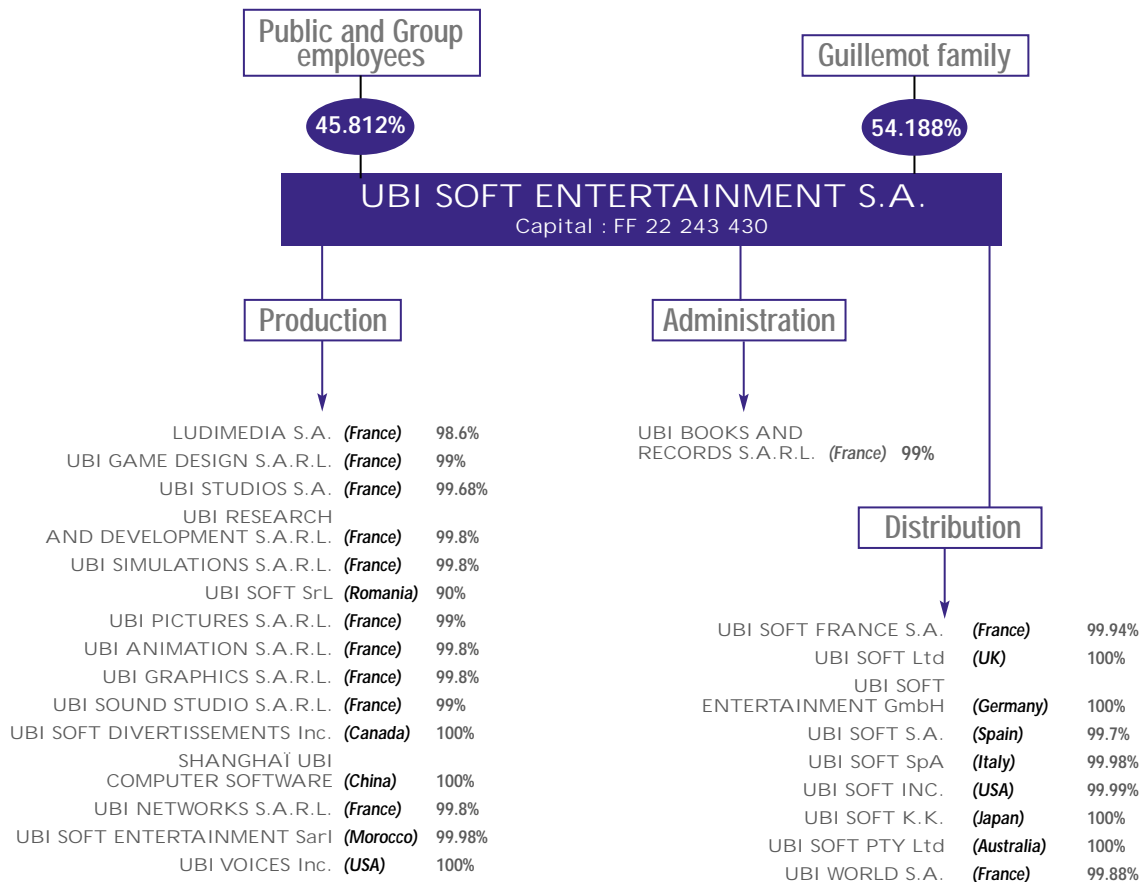 Public and Group
employees
Guillemot family
45.812%
54.188%
UBI SOFT ENTERTAINMENT S.A.
Capital : FF 22 243 430
Production
Administration
LUDIMEDIA S.A. (France) 98.6%
UBI GAME DESIGN S.A.R.L. (France) 99%
UBI STUDIOS S.A. (France) 99.68%
UBI RESEARCH
AND DEVELOPMENT S.A.R.L. (France) 99.8%
UBI SIMULATIONS S.A.R.L. (France) 99.8%
UBI SOFT SrL (Romania) 90%
UBI PICTURES S.A.R.L. (France) 99%
UBI ANIMATION S.A.R.L. (France) 99.8%
UBI GRAPHICS S.A.R.L. (France) 99.8%
UBI SOUND STUDIO S.A.R.L. (France) 99%
UBI SOFT DIVERTISSEMENTS Inc. (Canada) 100%
SHANGHAÏ UBI
COMPUTER SOFTWARE (China) 100%
UBI NETWORKS S.A.R.L. (France) 99.8%
UBI SOFT ENTERTAINMENT Sarl (Morocco) 99.98%
UBI VOICES Inc. (USA) 100%
UBI BOOKS AND
RECORDS S.A.R.L. (France) 99%
Distribution
UBI SOFT FRANCE S.A. (France) 99.94%
UBI SOFT Ltd (UK) 100%
UBI SOFT
ENTERTAINMENT GmbH (Germany) 100%
UBI SOFT S.A. (Spain) 99.7%
UBI SOFT SpA (Italy) 99.98%
UBI SOFT INC. (USA) 99.99%
UBI SOFT K.K. (Japan) 100%
UBI SOFT PTY Ltd (Australia) 100%
UBI WORLD S.A. (France) 99.88%